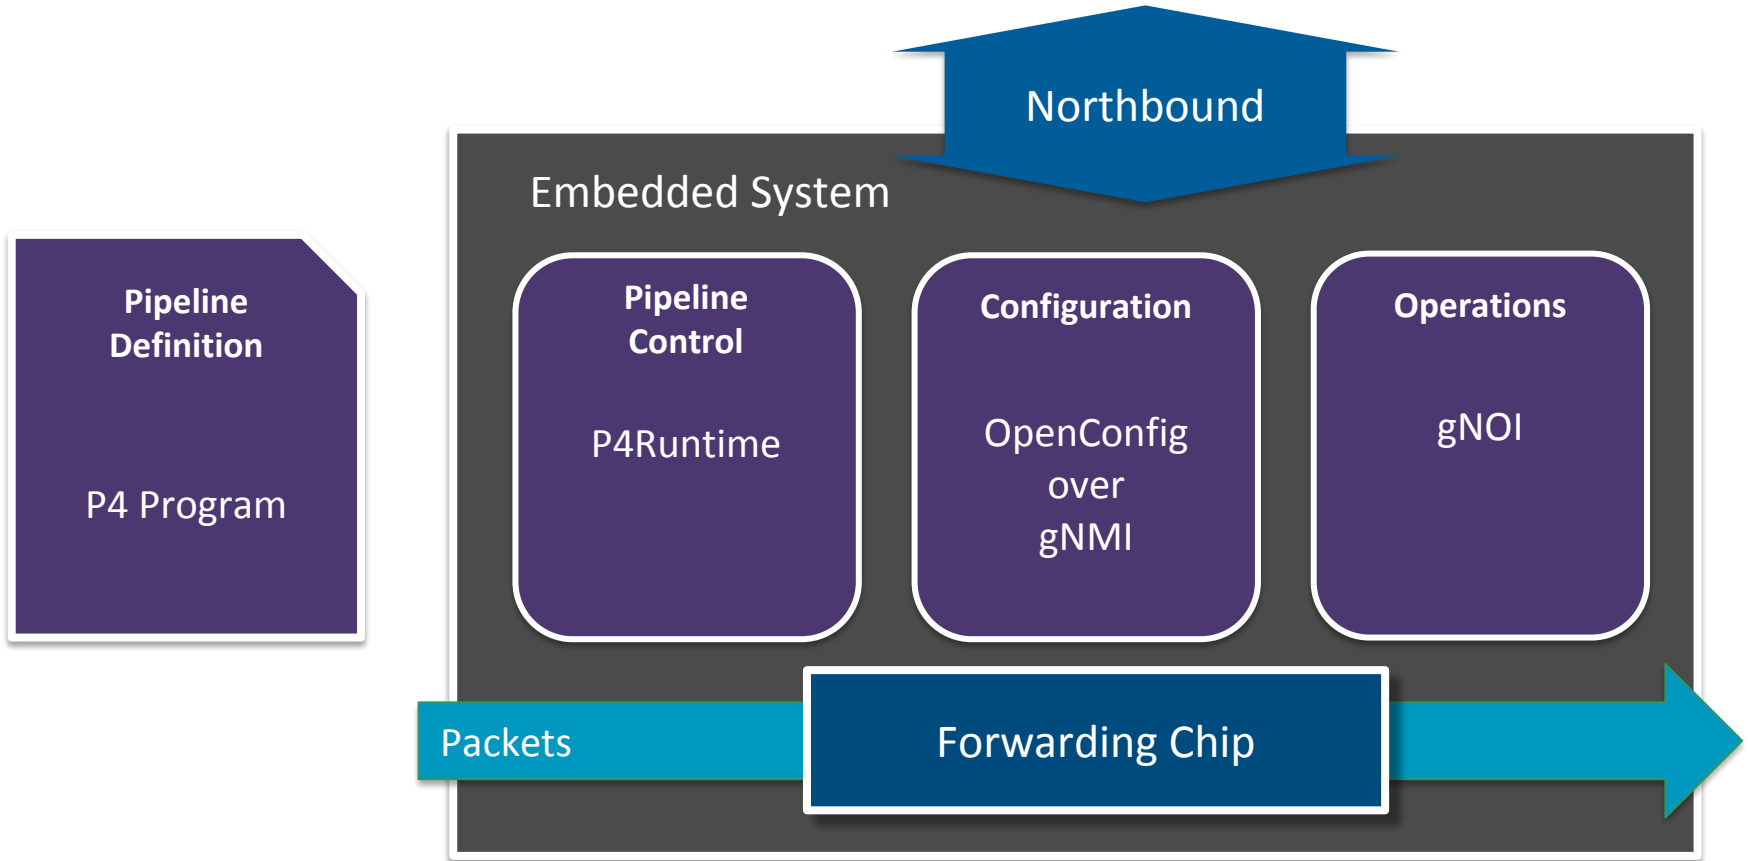 Northbound
Embedded System
Pipeline
Definition
P4 Program
Pipeline
Control
P4Runtime
Configuration
OpenConfig
over
gNMI
Operations
gNOI
Packets
Forwarding Chip